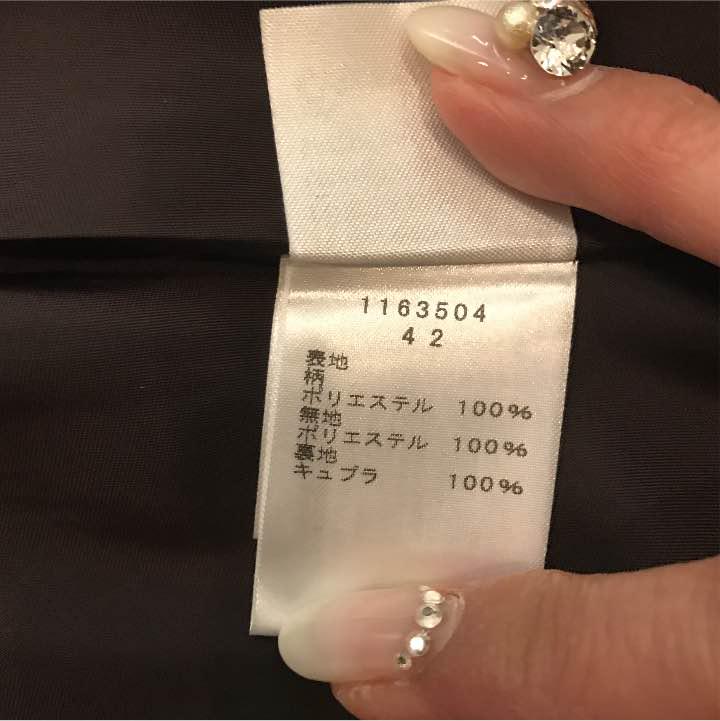 1163504
42
表地
柄
ポリエステル 100%
無地
ポリエステル 100%
裏地
キュプラ 100%